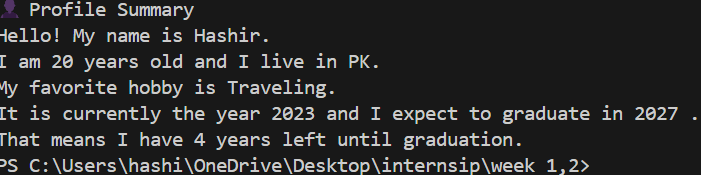 👤 Profile Summary
Hello! My name is Hashir.
I am 20 years old and I live in PK.
My favorite hobby is Traveling.
It is currently the year 2023 and I expect to graduate in 2027 .
That means I have 4 years left until graduation.
PS C:\Users\hashi\OneDrive\Desktop\internsip\week 1,2>